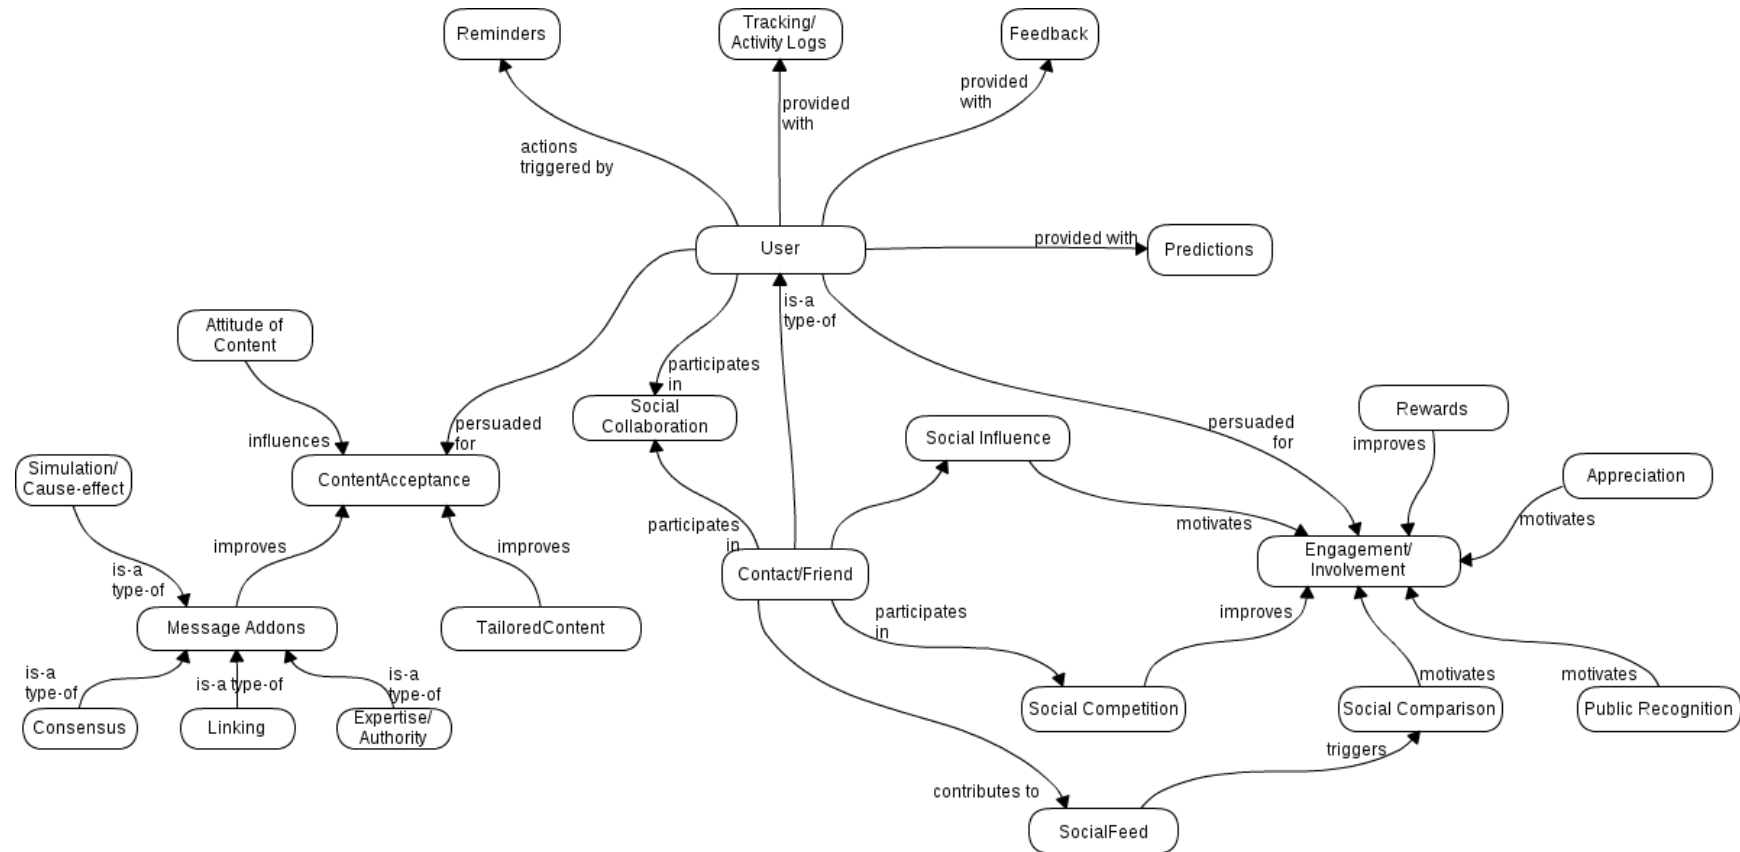 Reminders
Tracking/
Activity Logs
Feedback
provided
with
provided
with
actions
triggered by
User
provided with
Predictions
is-a
type-of
Attitude of
Content
participates
in
Social
Collaboration
persuaded
for
influences
persuaded
for
Rewards
improves
Social Influence
Simulation/
Cause-effect
ContentAcceptance
Appreciation
motivates
motivates
participates
in
improves
improves
Engagement/
Involvement
is-a
type-of
Contact/Friend
participates
in
improves
Message Addons
TailoredContent
is-a
type-of
is-a type-of
is-a
type-of
motivates
motivates
Consensus
Linking
Expertise/
Authority
Social Competition
Social Comparison
Public Recognition
triggers
contributes to
SocialFeed